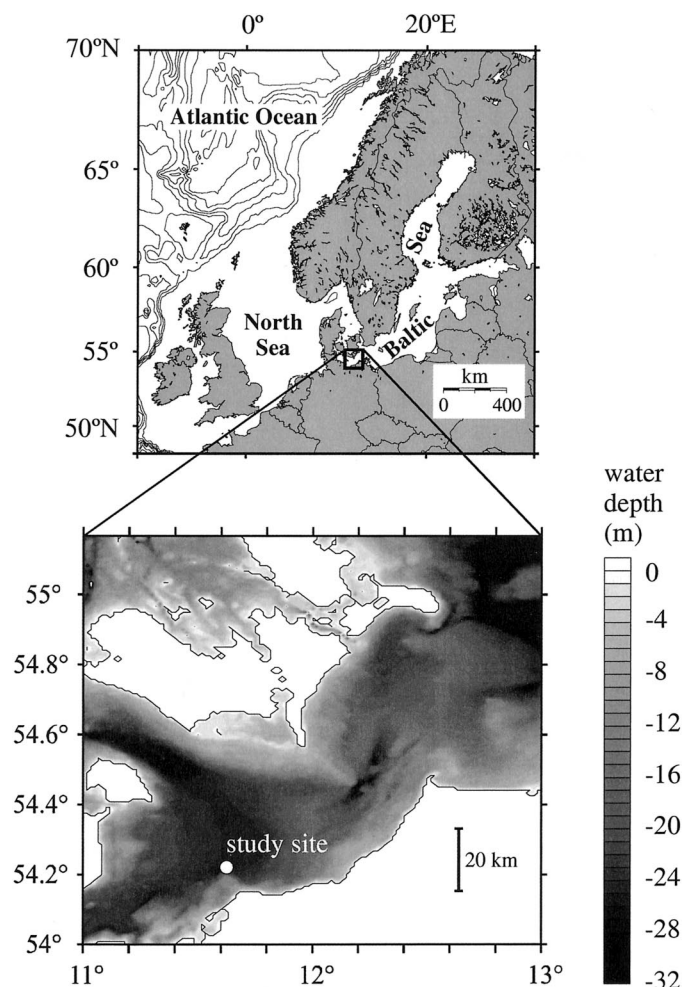 0° 20°E
70°N
Atlantic Ocean
65°
Sea
60°
North
Sea
Baltic
55°
km
0 400
50°N
water
depth
(m)
0
-4
-8
-12
-16
-20
-24
-28
-32
55°
54.8°
54.6°
54.4°
study site
20 km
54.2°
54°
11° 12° 13°